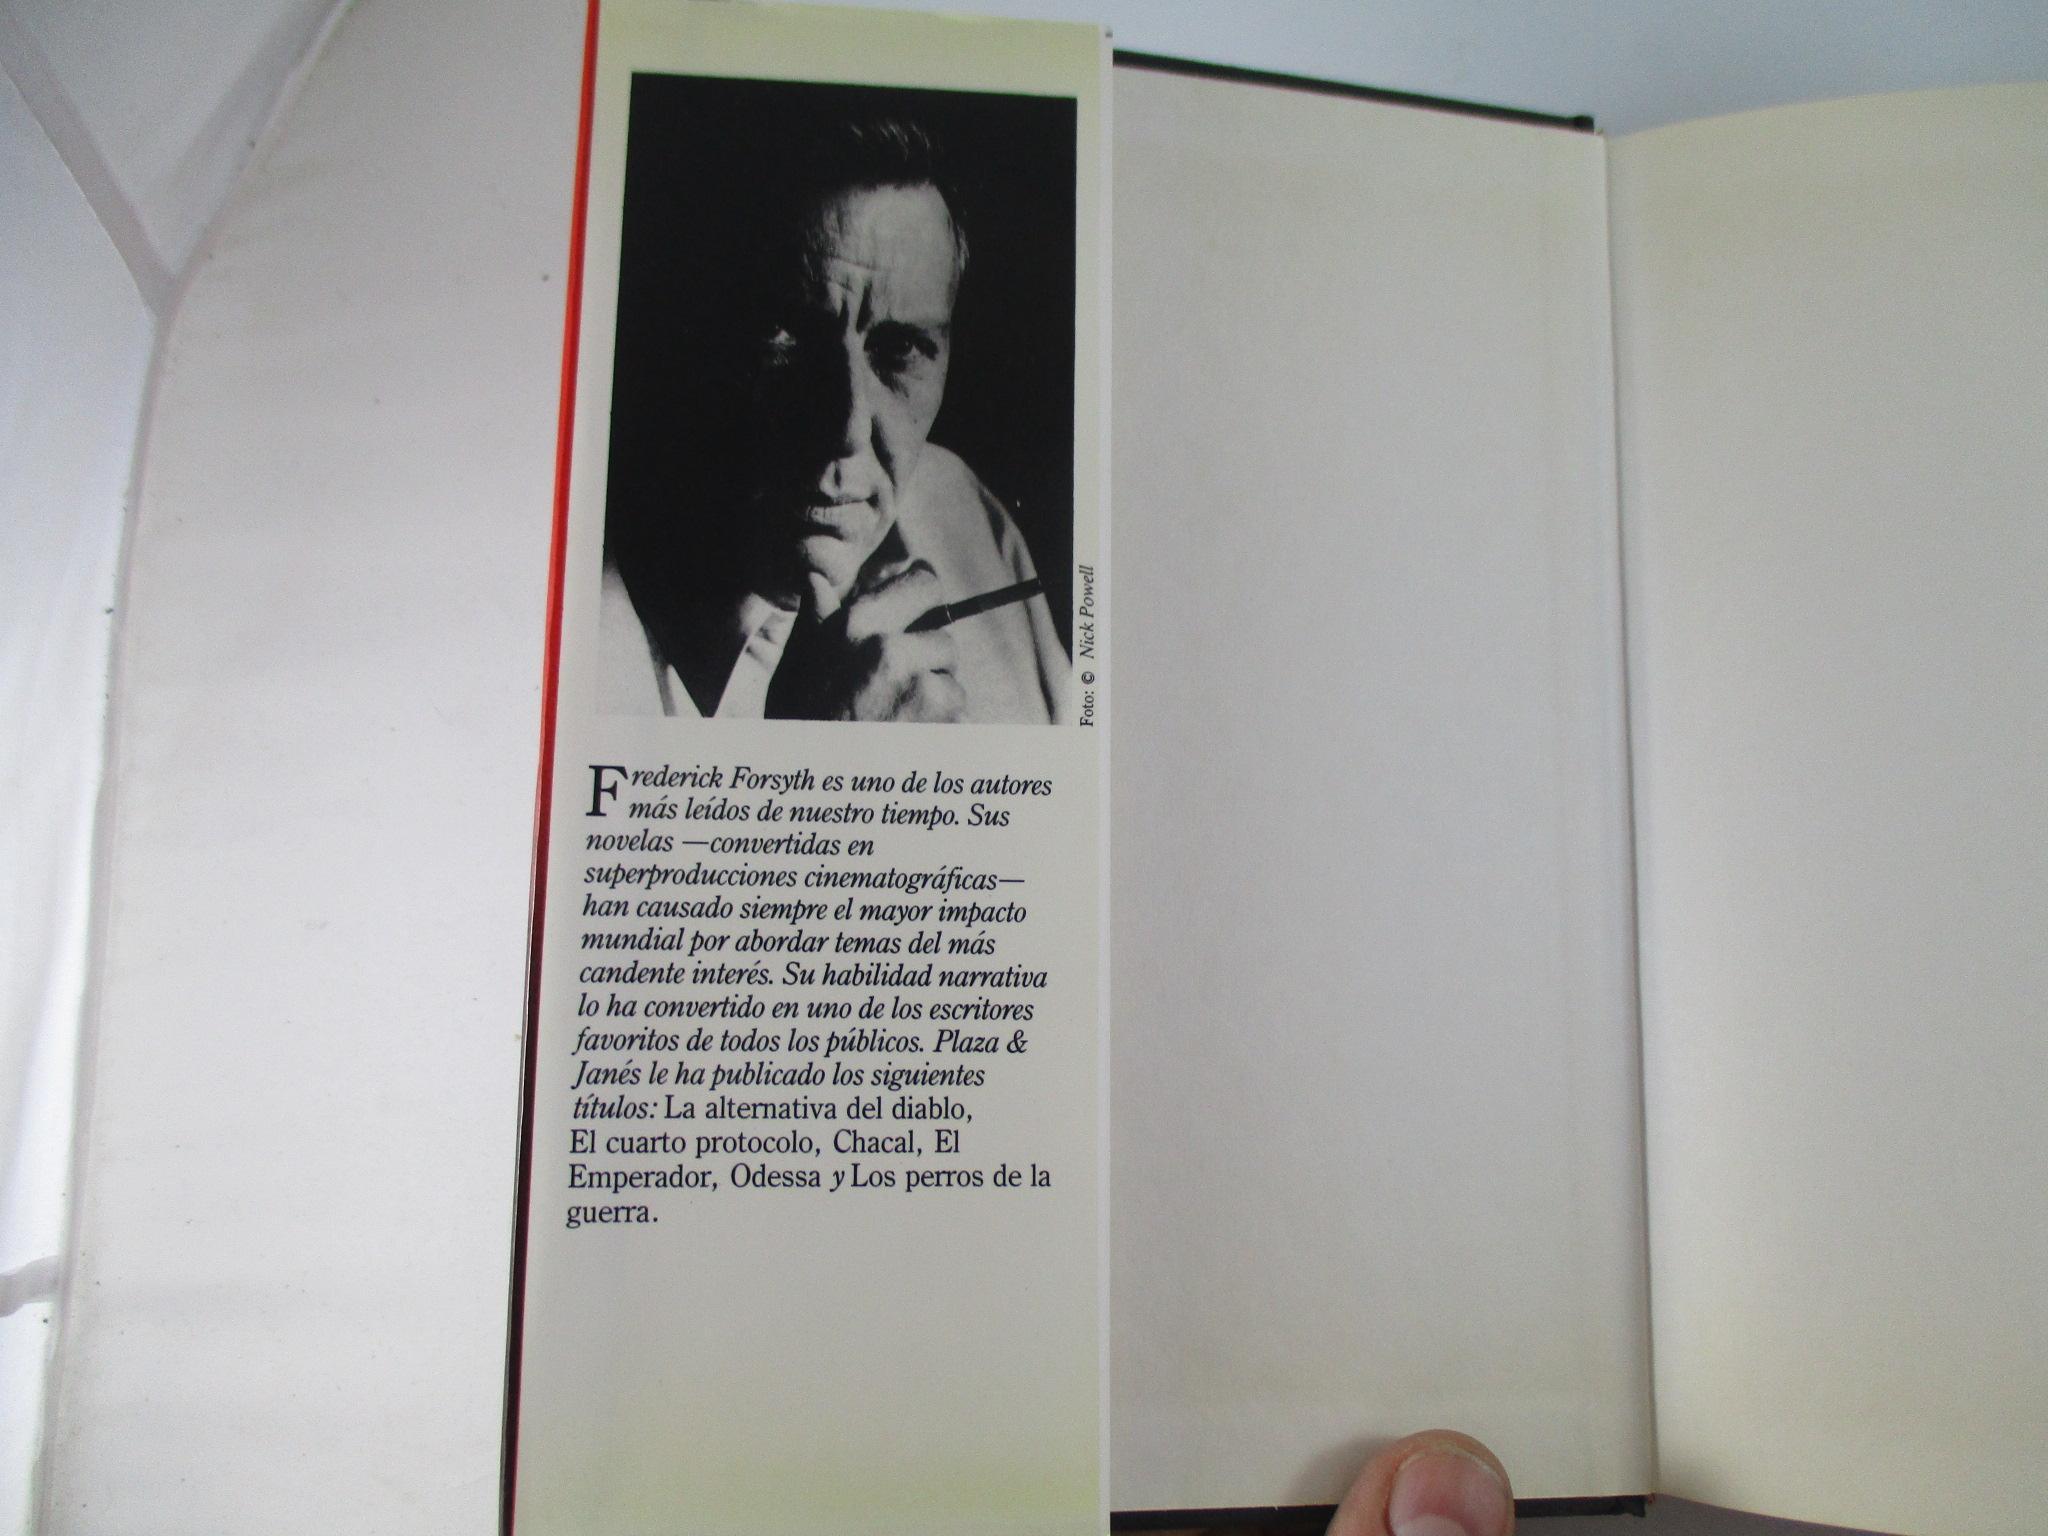 Foto: © Nick Powell
Frederick Forsyth es uno de los autores
más leídos de nuestro tiempo. Sus
novelas —convertidas en
superproducciones cinematográficas—
han causado siempre el mayor impacto
mundial por abordar temas del más
candente interés. Su habilidad narrativa
lo ha convertido en uno de los escritores
favoritos de todos los públicos. Plaza &
Janés le ha publicado los siguientes
títulos: La alternativa del diablo,
El cuarto protocolo, Chacal, El
Emperador, Odessa y Los perros de la
guerra.